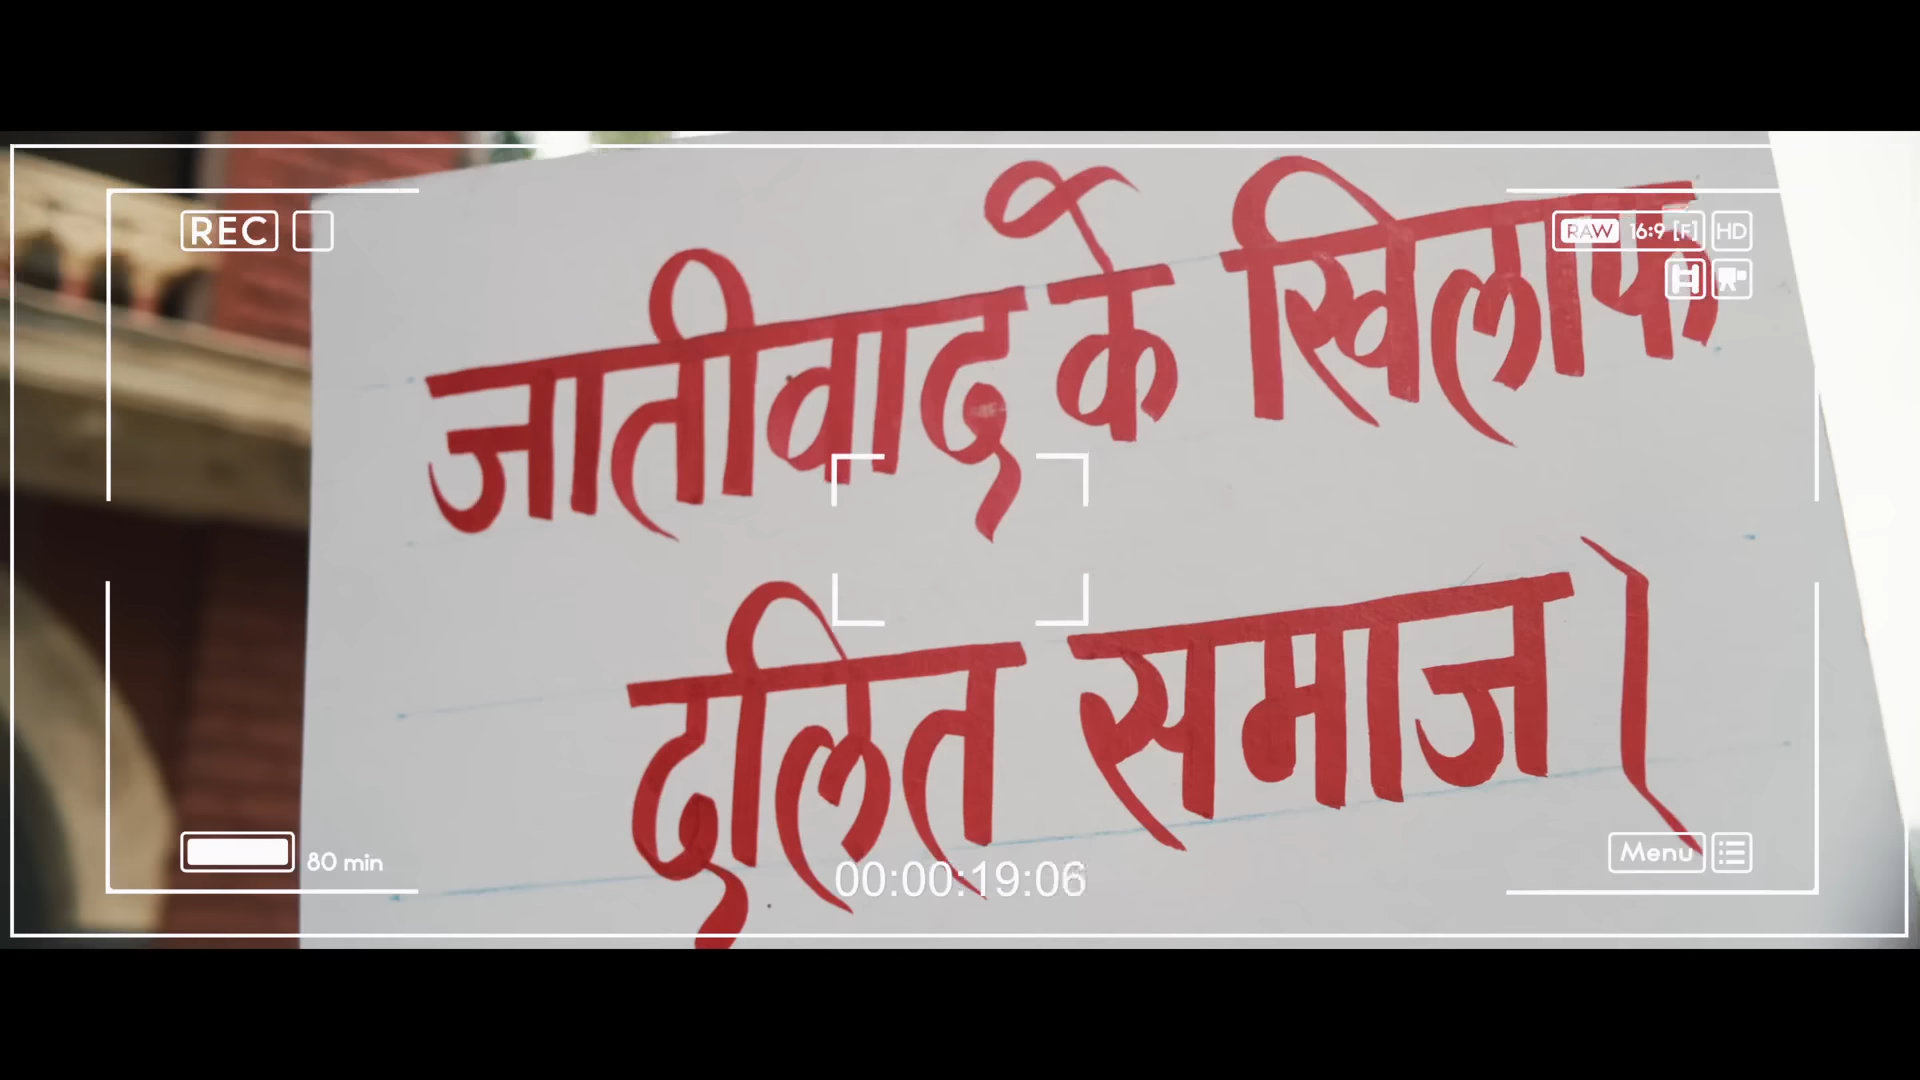 REC
RAW 16:9 [F] HD
जातीवाद के खिलाफ
दलित समाज।
80 min
00:00:19:06
Menu